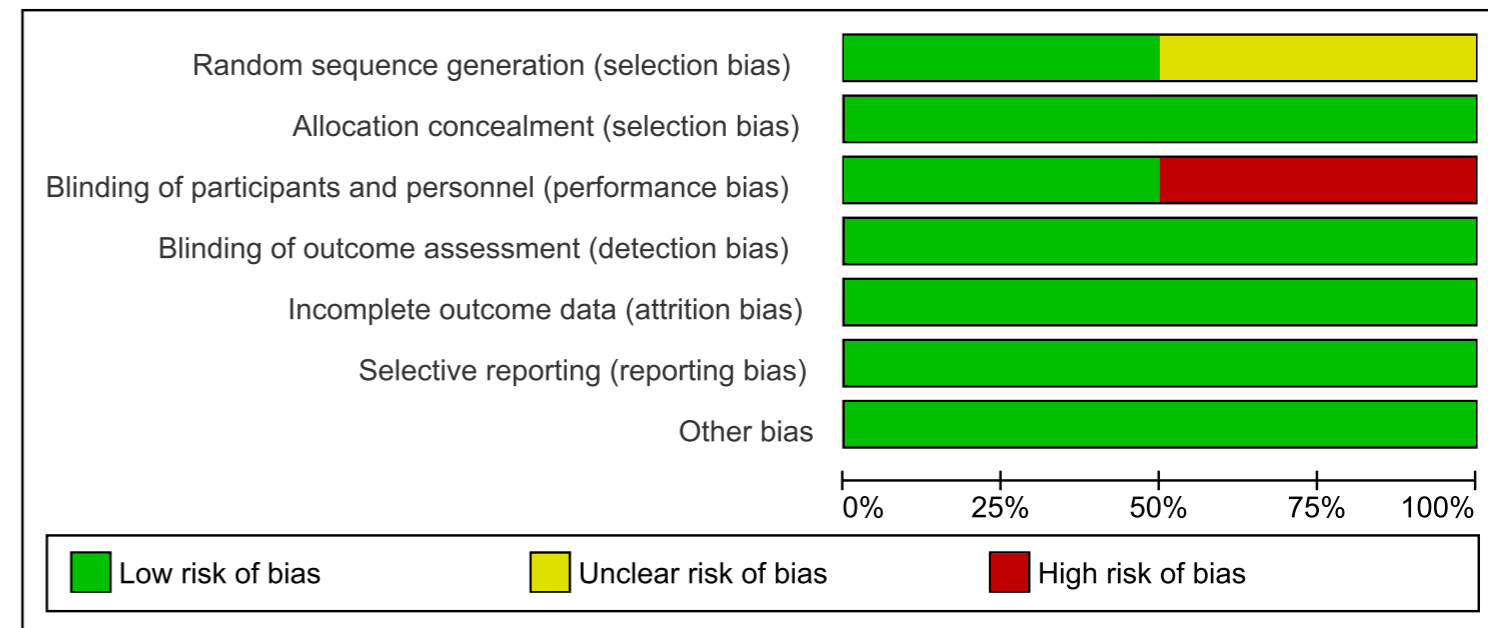 Random sequence generation (selection bias)
Allocation concealment (selection bias)
Blinding of participants and personnel (performance bias)
Blinding of outcome assessment (detection bias)
Incomplete outcome data (attrition bias)
Selective reporting (reporting bias)
Other bias
0% 25% 50% 75% 100%
Low risk of bias Unclear risk of bias High risk of bias